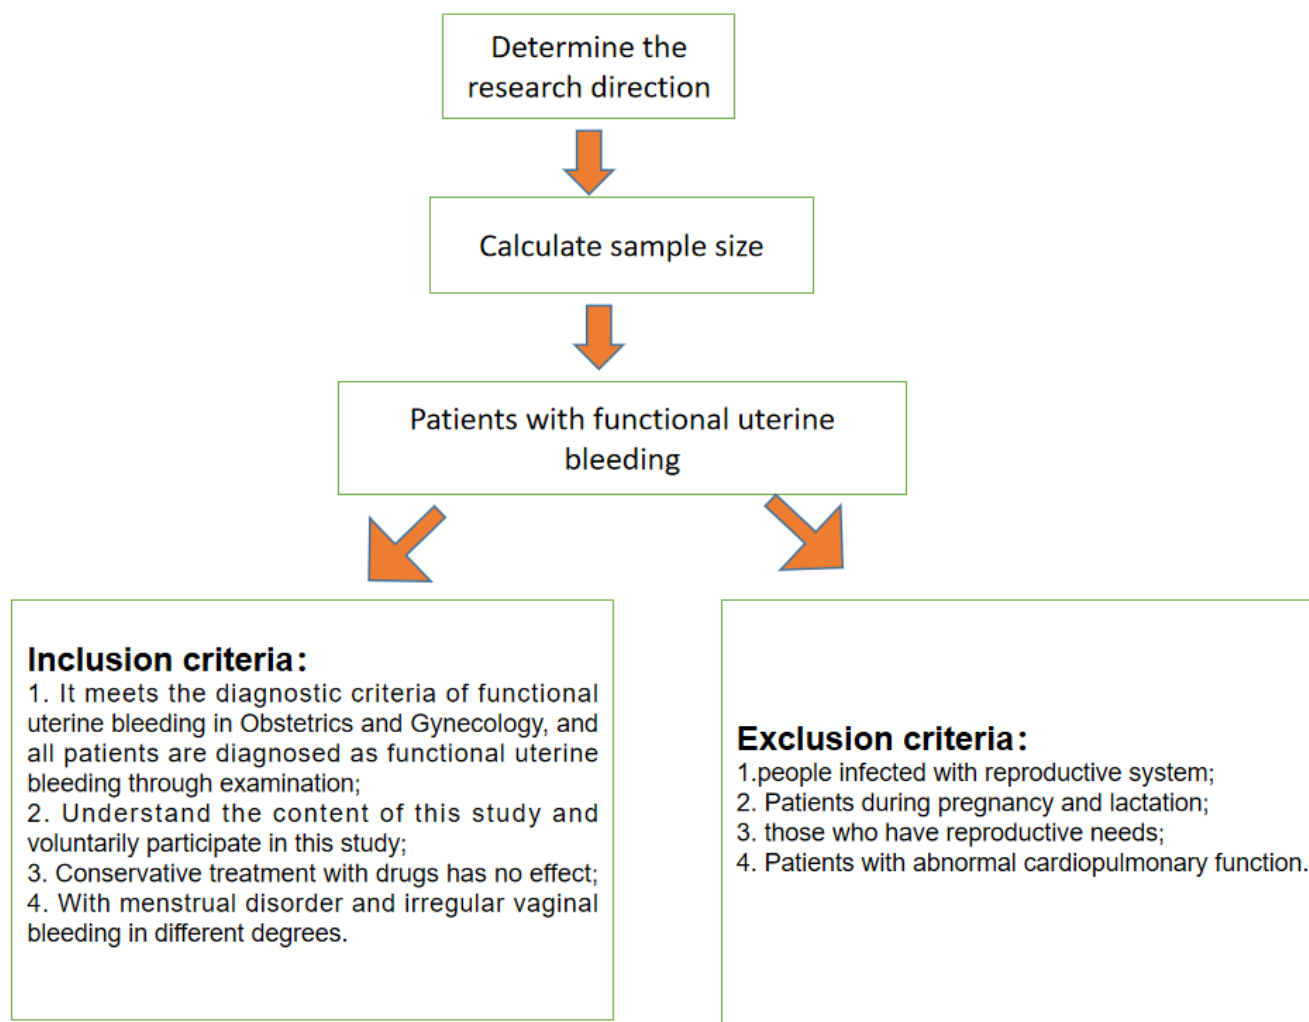 Determine the
research direction
Calculate sample size
Patients with functional uterine
bleeding
Inclusion criteria:
1. It meets the diagnostic criteria of functional
uterine bleeding in Obstetrics and Gynecology, and
all patients are diagnosed as functional uterine
bleeding through examination;
2. Understand the content of this study and
voluntarily participate in this study;
3. Conservative treatment with drugs has no effect;
4. With menstrual disorder and irregular vaginal
bleeding in different degrees.
Exclusion criteria:
1.people infected with reproductive system;
2. Patients during pregnancy and lactation;
3. those who have reproductive needs;
4. Patients with abnormal cardiopulmonary function.